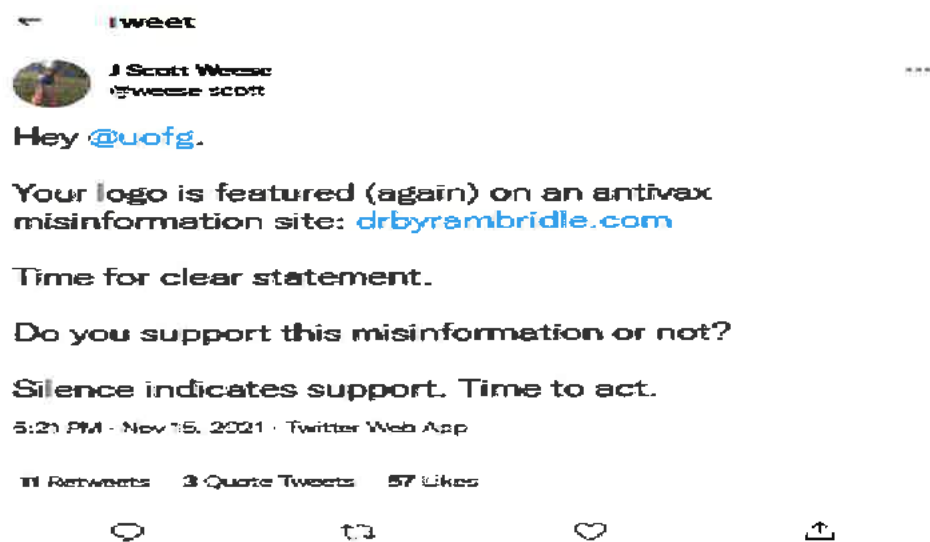 Tweet
J Scott Weese
@weese_scott
Hey @uofg.
Your logo is featured (again) on an antivax
misinformation site: drbyrambridle.com
Time for clear statement.
Do you support this misinformation or not?
Silence indicates support. Time to act.
5:21 PM · Nov 15, 2021 · Twitter Web App
11 Retweets 3 Quote Tweets 57 Likes